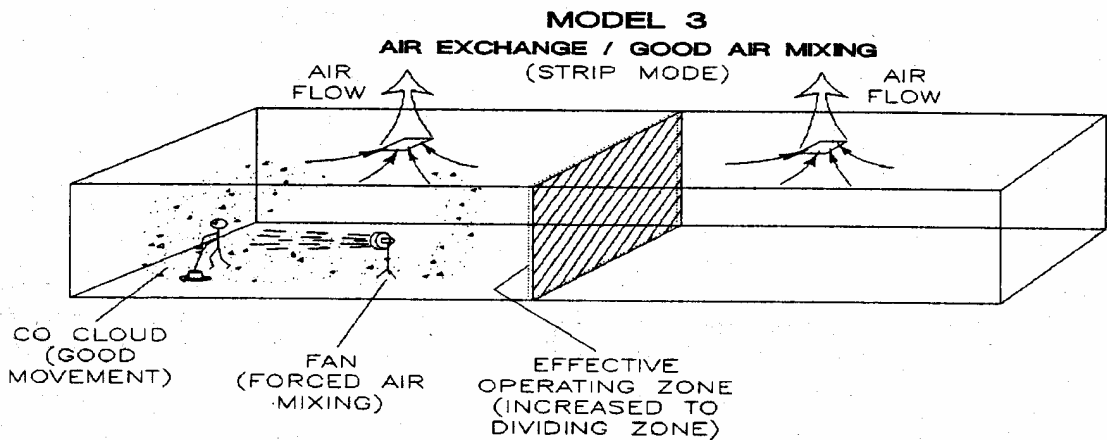 MODEL 3
AIR EXCHANGE / GOOD AIR MIXING
(STRIP MODE)
AIR
FLOW
AIR
FLOW
CO CLOUD
(GOOD
MOVEMENT)
FAN
(FORCED AIR
MIXING)
EFFECTIVE
OPERATING ZONE
(INCREASED TO
DIVIDING ZONE)